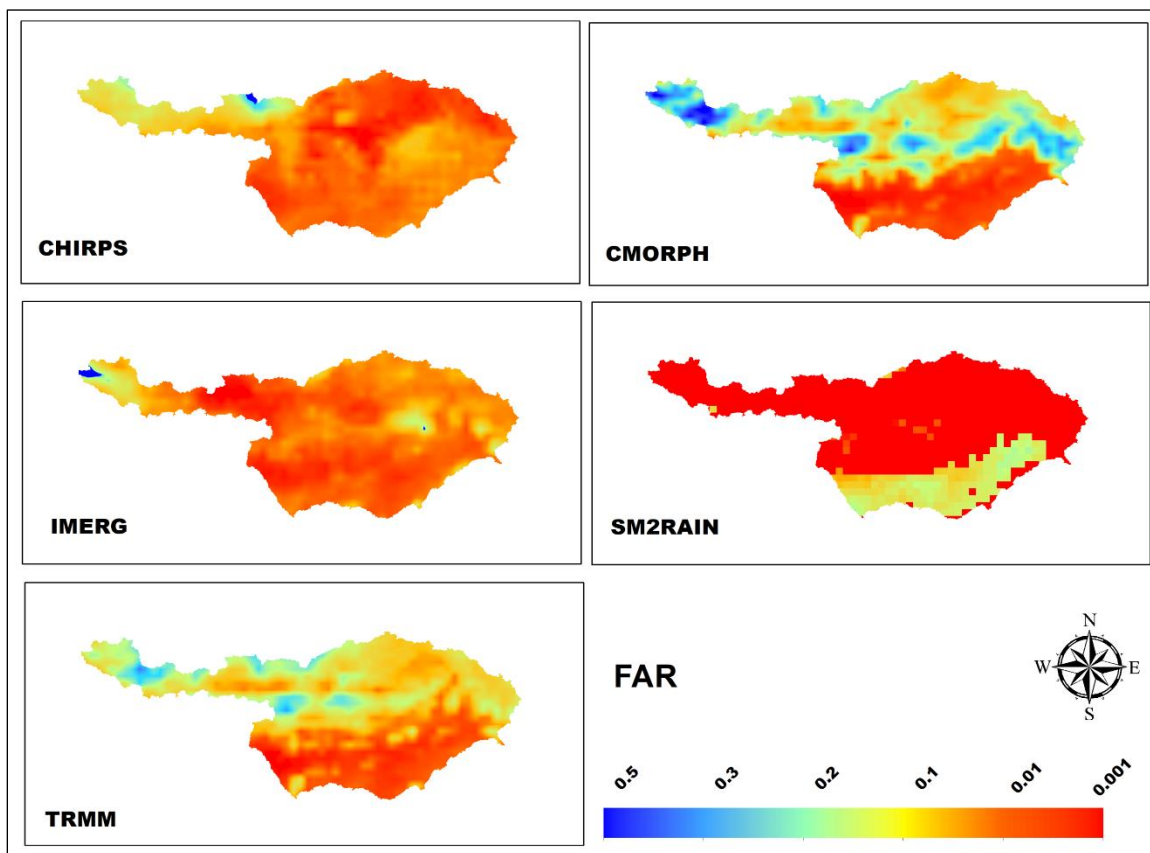 CHIRPS
CMORPH
IMERG
SM2RAIN
TRMM
FAR
N
W E
S
0.5 0.3 0.2 0.1 0.01 0.001